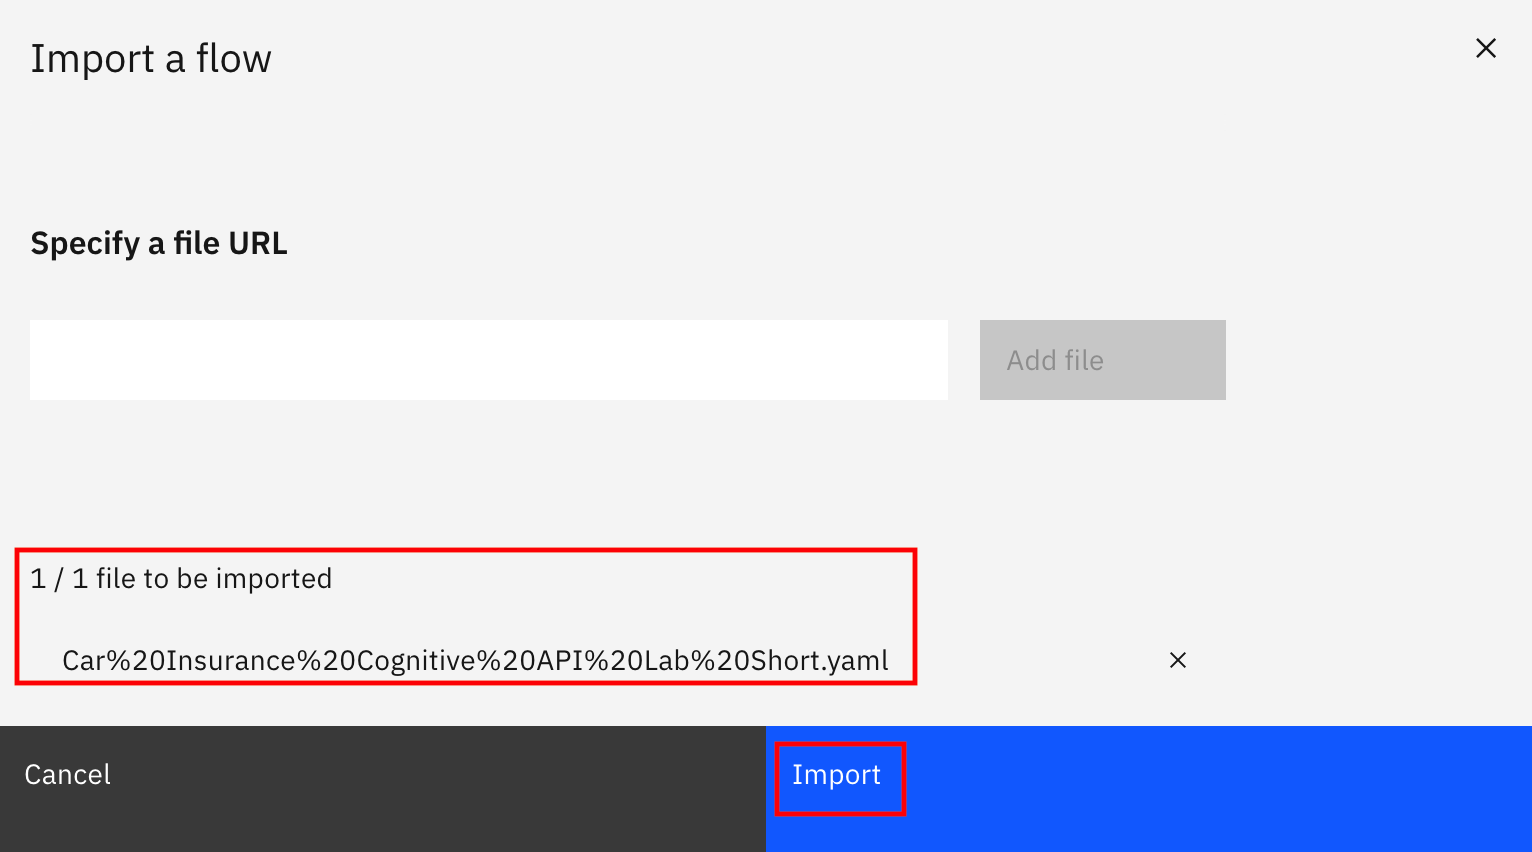 Import a flow
Specify a file URL
Add file
1 / 1 file to be imported
Car%20Insurance%20Cognitive%20API%20Lab%20Short.yaml
Cancel
Import